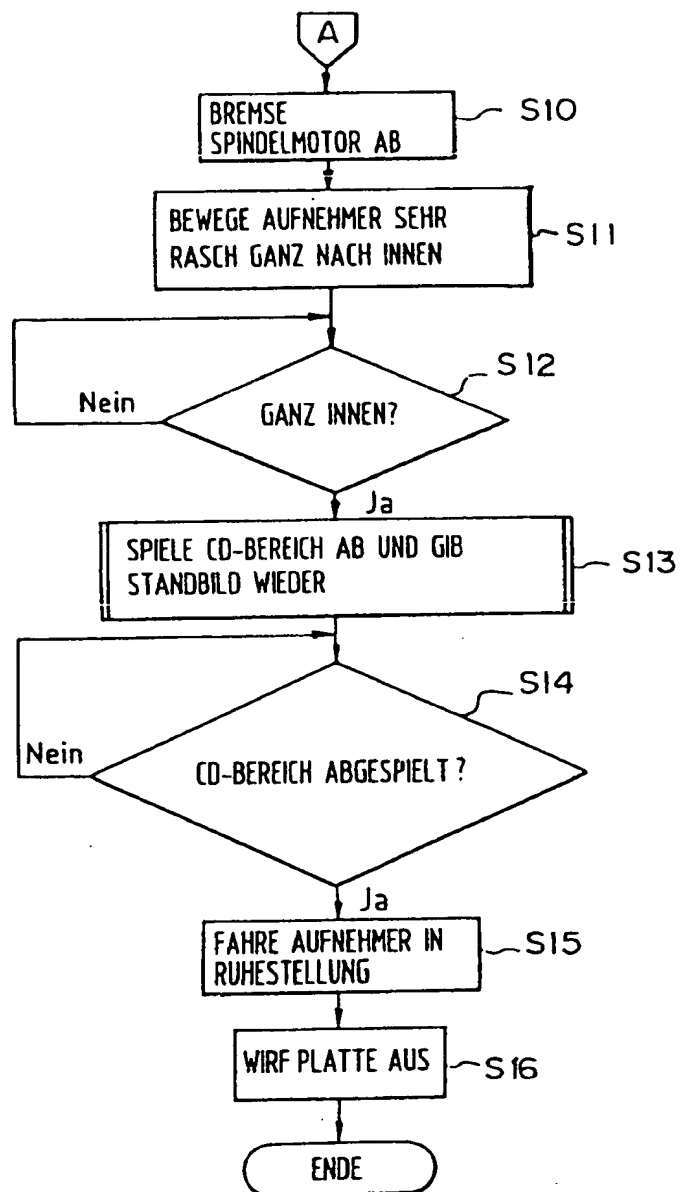 A
BREMSE
SPINDELMOTOR AB
S10
BEWEGE AUFNEHMER SEHR
RASCH GANZ NACH INNEN
S11
S12
GANZ INNEN?
Nein
Ja
SPIELE CD-BEREICH AB UND GIB
STANDBILD WIEDER
S13
S14
Nein
CD-BEREICH ABGESPIELT?
Ja
FAHRE AUFNEHMER IN
RUHESTELLUNG
S15
WIRF PLATTE AUS
S16
ENDE